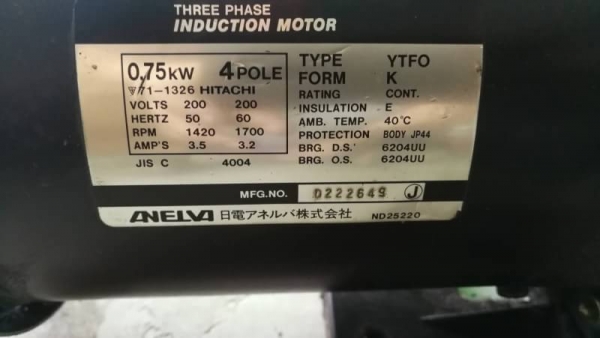 THREE PHASE
INDUCTION MOTOR
0.75kW 4 POLE
71-1326 HITACHI
VOLTS 200 200
HERTZ 50 60
RPM 1420 1700
AMP'S 3.5 3.2
JIS C 4004
TYPE YTFO
FORM K
RATING CONT.
INSULATION E
AMB. TEMP. 40℃
PROTECTION BODY JP44
BRG. D.S. 6204UU
BRG. O.S. 6204UU
MFG.NO. D222649 J
ANELVA 日電アネルバ株式会社 ND25220